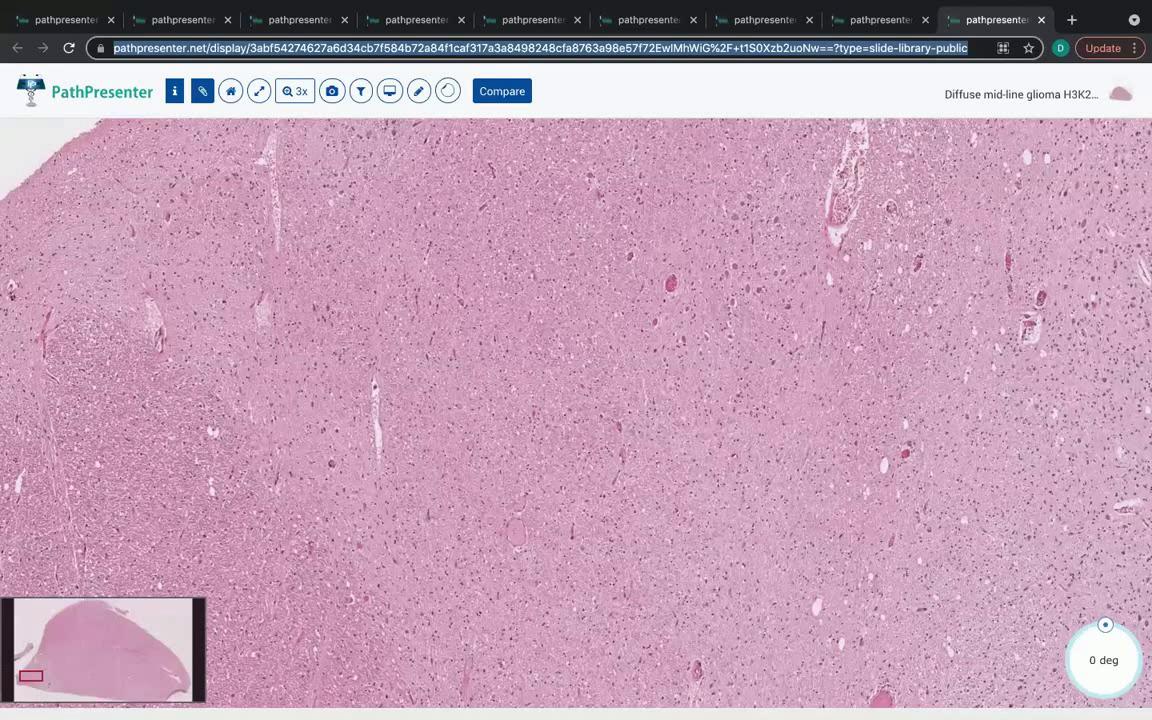 pathpresenter pathpresenter pathpresenter pathpresenter pathpresenter pathpresenter pathpresenter pathpresenter pathpresenter
pathpresenter.net/display/3abf54274627a6d34cb7f584b72a84f1caf317a3a8498248cfa8763a98e57f72EwIMhWiG%2F+t1S0Xzb2uoNw==?type=slide-library-public D Update
PathPresenter i 3x Compare Diffuse mid-line glioma H3K2...
0 deg